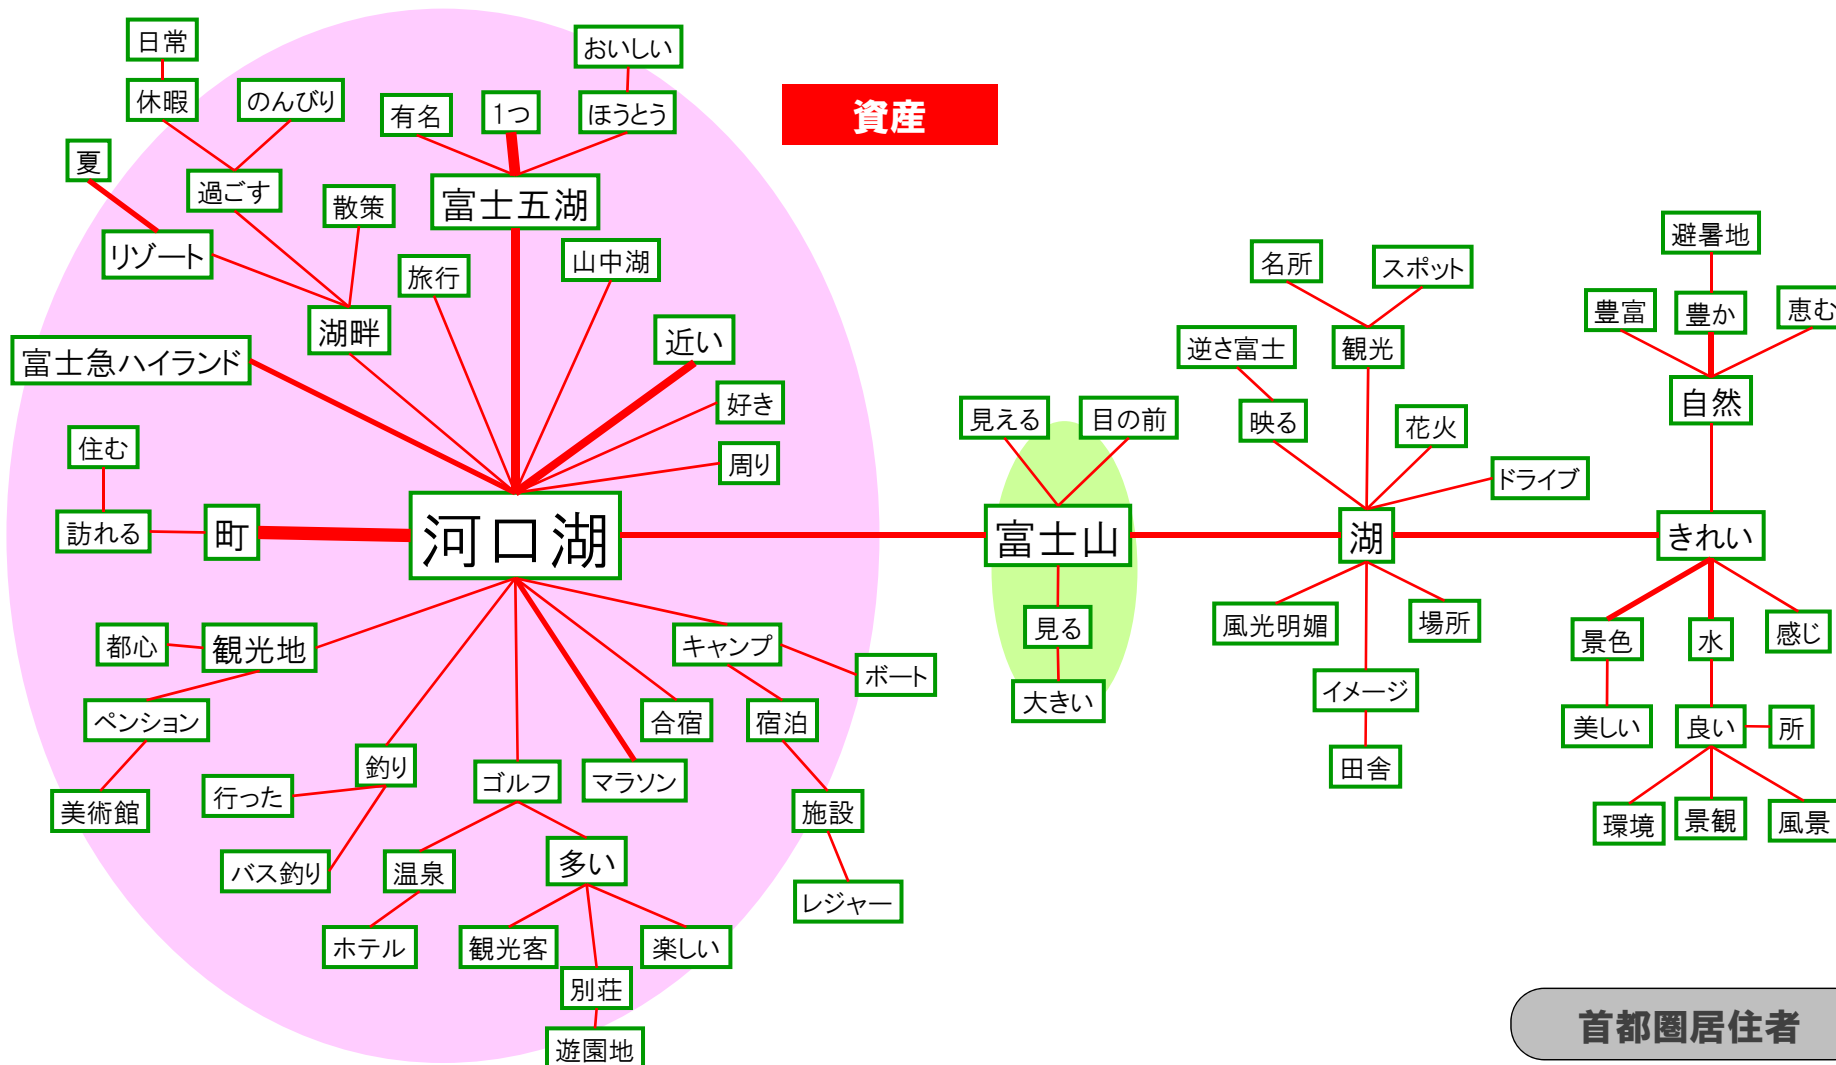 日常
おいしい
休暇
のんびり
有名
1つ
ほうとう
資産
夏
過ごす
散策
富士五湖
リゾート
旅行
山中湖
名所
スポット
避暑地
湖畔
近い
逆さ富士
観光
豊富
豊か
恵む
富士急ハイランド
好き
見える
目の前
映る
花火
自然
住む
周り
ドライブ
訪れる
町
河口湖
富士山
湖
きれい
都心
観光地
キャンプ
ボート
見る
風光明媚
場所
景色
水
感じ
ペンション
合宿
宿泊
大きい
イメージ
美しい
良い
所
美術館
行った
釣り
ゴルフ
マラソン
施設
田舎
環境
景観
風景
バス釣り
温泉
多い
レジャー
ホテル
観光客
楽しい
別荘
遊園地
首都圏居住者